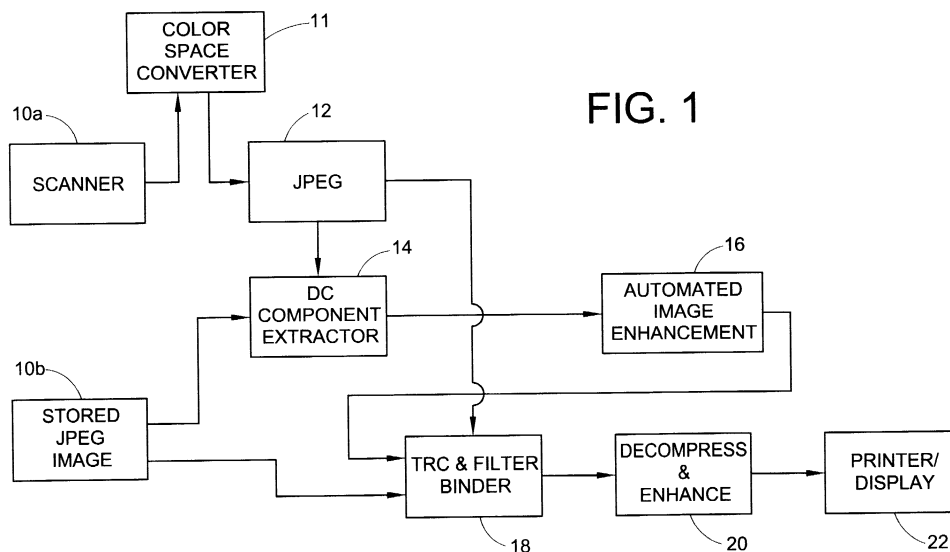 11
COLOR
SPACE
CONVERTER
FIG. 1
10a
12
SCANNER
JPEG
14
16
DC
COMPONENT
EXTRACTOR
AUTOMATED
IMAGE
ENHANCEMENT
10b
STORED
JPEG
IMAGE
TRC & FILTER
BINDER
DECOMPRESS
&
ENHANCE
PRINTER/
DISPLAY
18
20
22